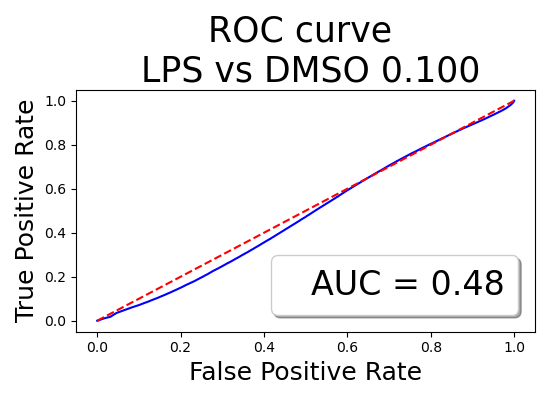 ROC curve
LPS vs DMSO 0.100
True Positive Rate
1.0
0.8
0.6
0.4
0.2
0.0
AUC = 0.48
0.0 0.2 0.4 0.6 0.8 1.0
False Positive Rate